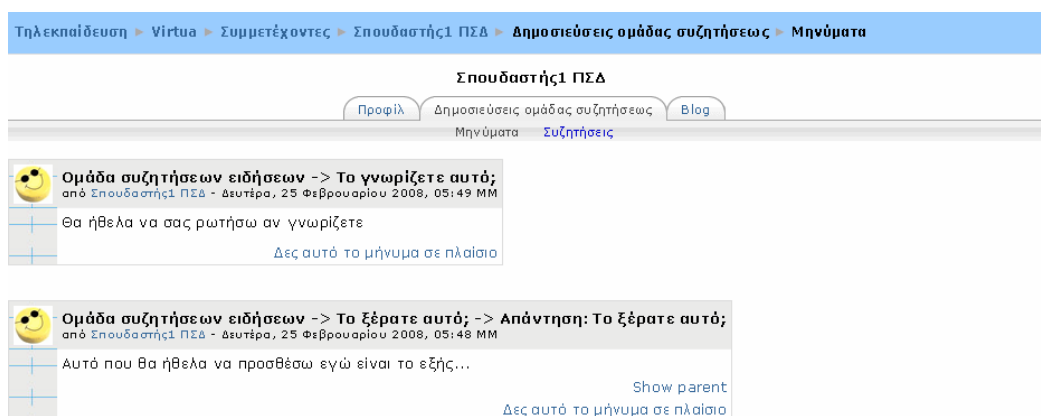 Τηλεκπαίδευση ► Virtua ► Συμμετέχοντες ► Σπουδαστής1 ΠΣΔ ► Δημοσιεύσεις ομάδας συζητήσεως ► Μηνύματα
Σπουδαστής1 ΠΣΔ
Προφίλ Δημοσιεύσεις ομάδας συζητήσεως Blog
Μηνύματα Συζητήσεις
Ομάδα συζητήσεων ειδήσεων -> Το γνωρίζετε αυτό;
από Σπουδαστής1 ΠΣΔ - Δευτέρα, 25 Φεβρουαρίου 2008, 05:49 MM
Θα ήθελα να σας ρωτήσω αν γνωρίζετε
Δες αυτό το μήνυμα σε πλαίσιο
Ομάδα συζητήσεων ειδήσεων -> Το ξέρατε αυτό; -> Απάντηση: Το ξέρατε αυτό;
από Σπουδαστής1 ΠΣΔ - Δευτέρα, 25 Φεβρουαρίου 2008, 05:48 MM
Αυτό που θα ήθελα να προσθέσω εγώ είναι το εξής...
Show parent
Δες αυτό το μήνυμα σε πλαίσιο